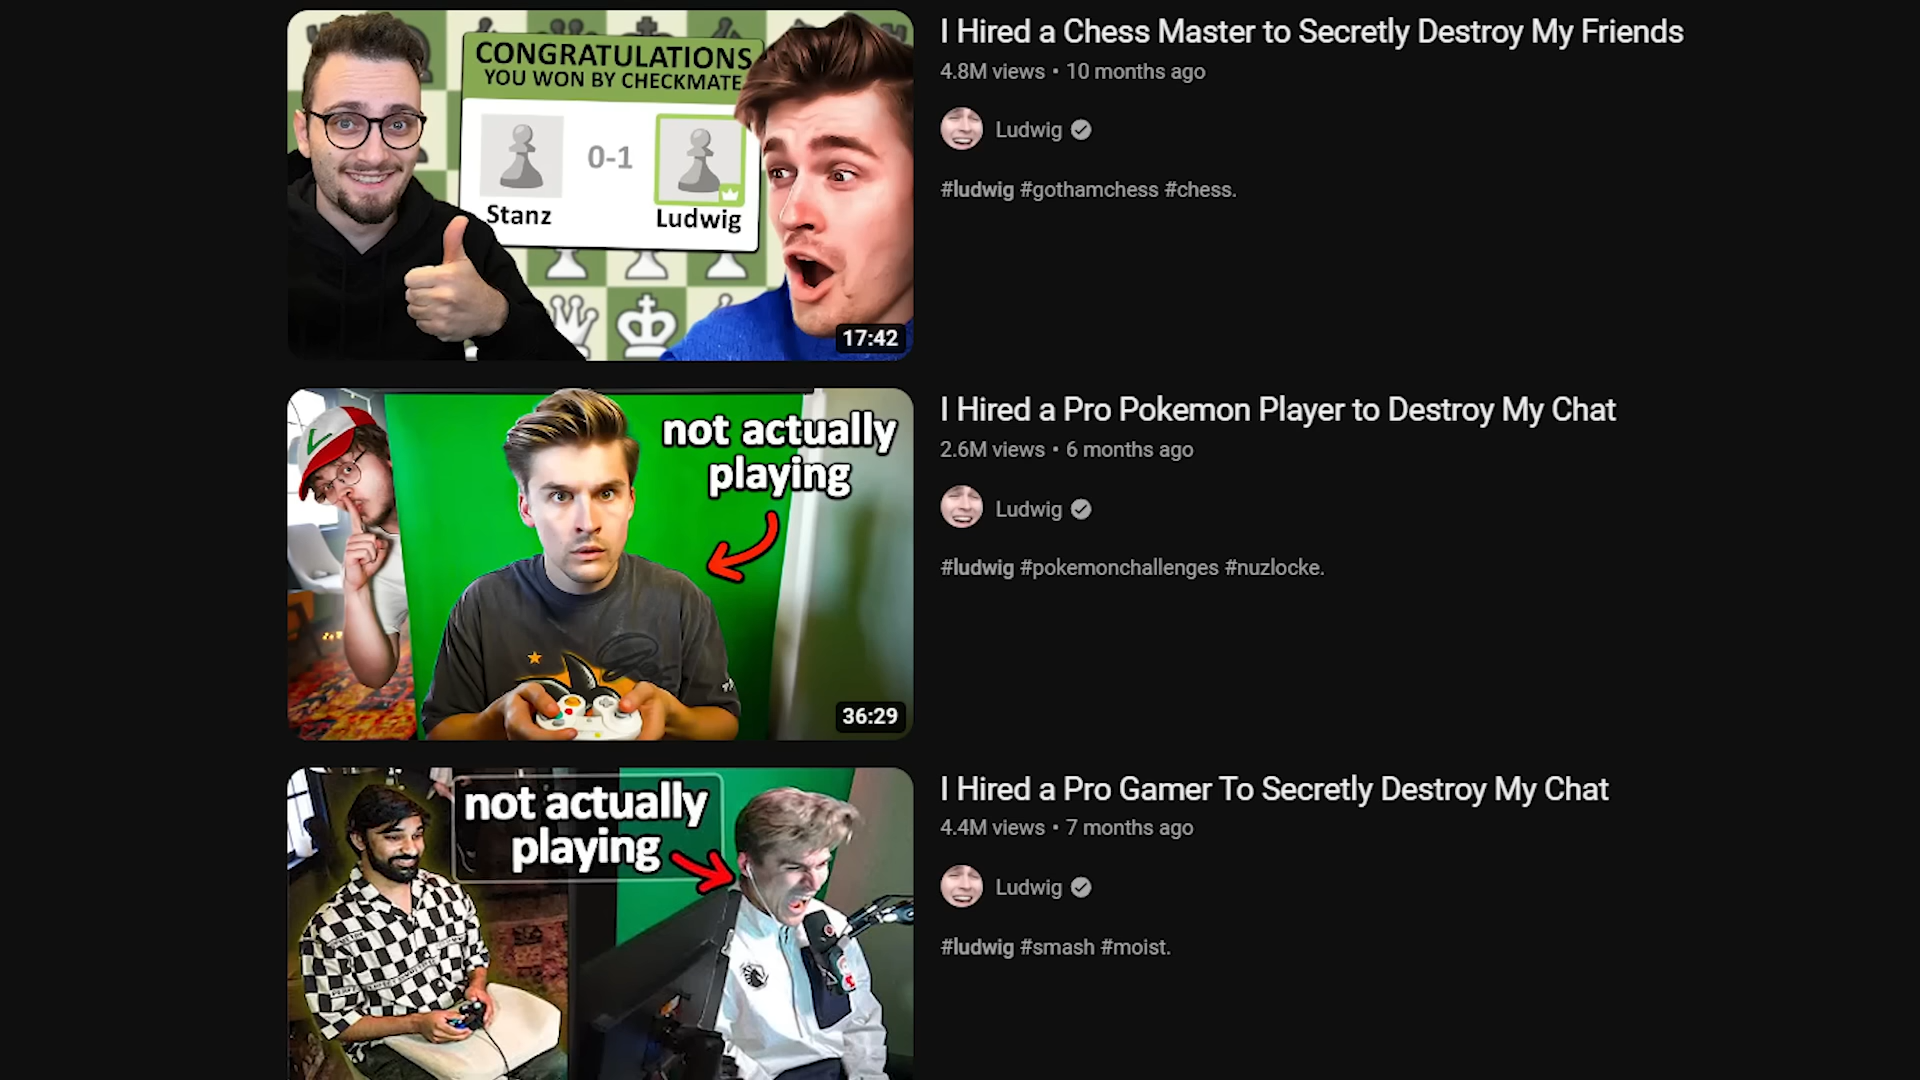 CONGRATULATIONS
YOU WON BY CHECKMATE
0-1
Stanz
Ludwig
17:42
I Hired a Chess Master to Secretly Destroy My Friends
4.8M views • 10 months ago
Ludwig
#ludwig #gothamchess #chess.
not actually
playing
36:29
I Hired a Pro Pokemon Player to Destroy My Chat
2.6M views • 6 months ago
Ludwig
#ludwig #pokemonchallenges #nuzlocke.
not actually
playing
I Hired a Pro Gamer To Secretly Destroy My Chat
4.4M views • 7 months ago
Ludwig
#ludwig #smash #moist.